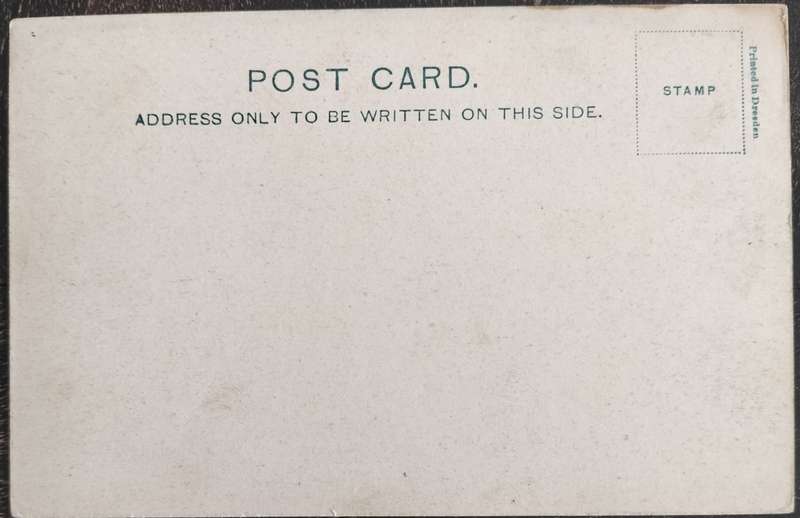 POST CARD.
ADDRESS ONLY TO BE WRITTEN ON THIS SIDE.
STAMP
Printed in Dresden